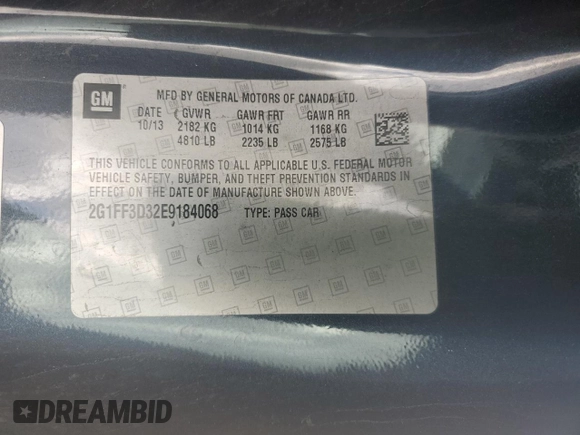 GM
MFD BY GENERAL MOTORS OF CANADA LTD.
DATE GVWR GAWR FRT GAWR RR
10/13 2182 KG 1014 KG 1168 KG
4810 LB 2235 LB 2575 LB
THIS VEHICLE CONFORMS TO ALL APPLICABLE U.S. FEDERAL MOTOR
VEHICLE SAFETY, BUMPER, AND THEFT PREVENTION STANDARDS IN
EFFECT ON THE DATE OF MANUFACTURE SHOWN ABOVE.
2G1FF3D32E9184068 TYPE: PASS CAR
DREAMBID